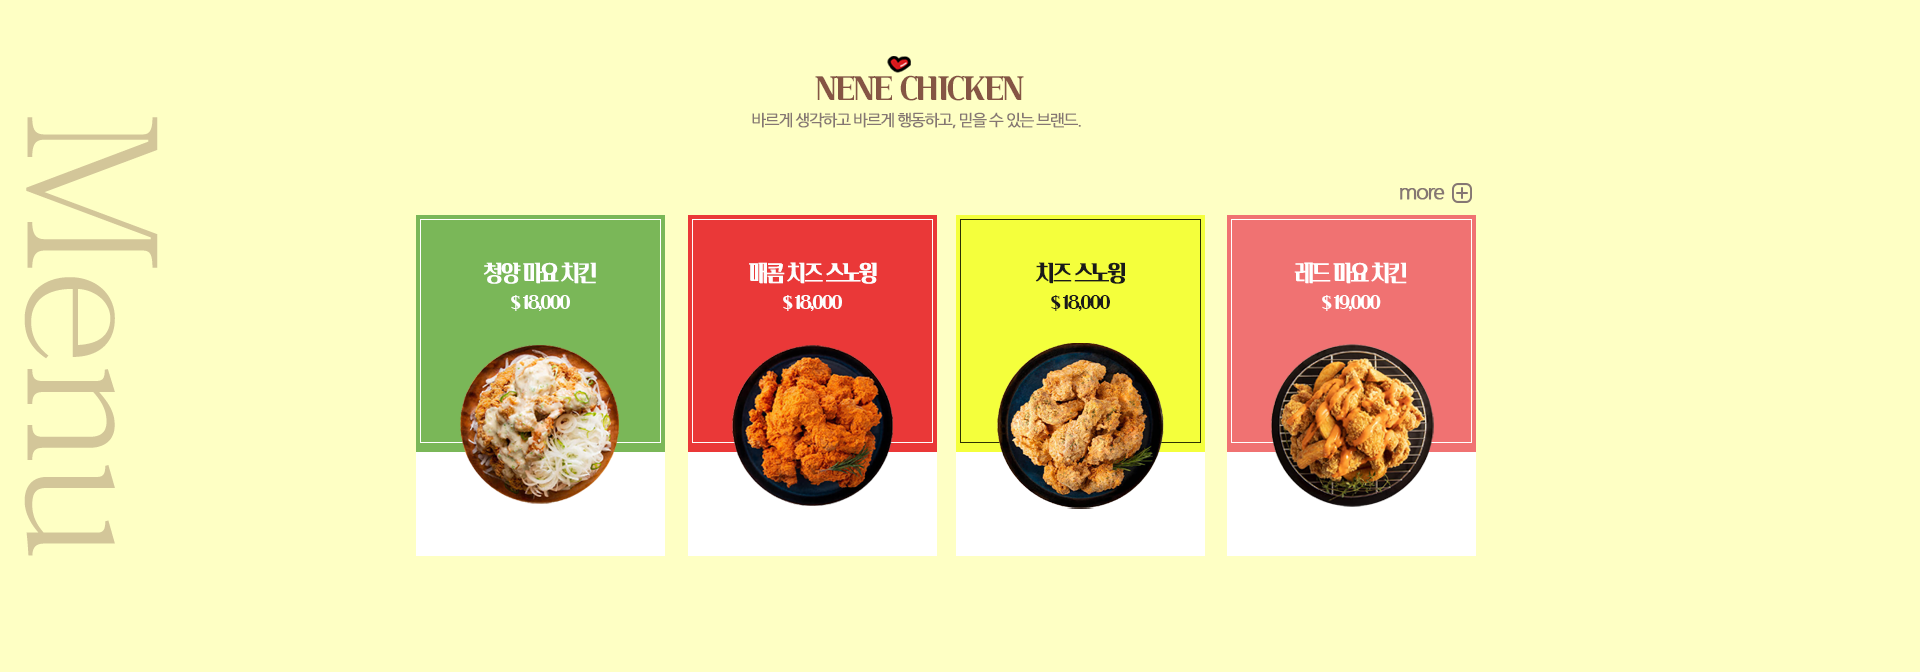 NENE CHICKEN
바르게 생각하고 바르게 행동하고, 믿을 수 있는 브랜드.
Menu
more
청양 마요 치킨
$ 18,000
매콤 치즈 스노윙
$ 18,000
치즈 스노윙
$ 18,000
레드 마요 치킨
$ 19,000